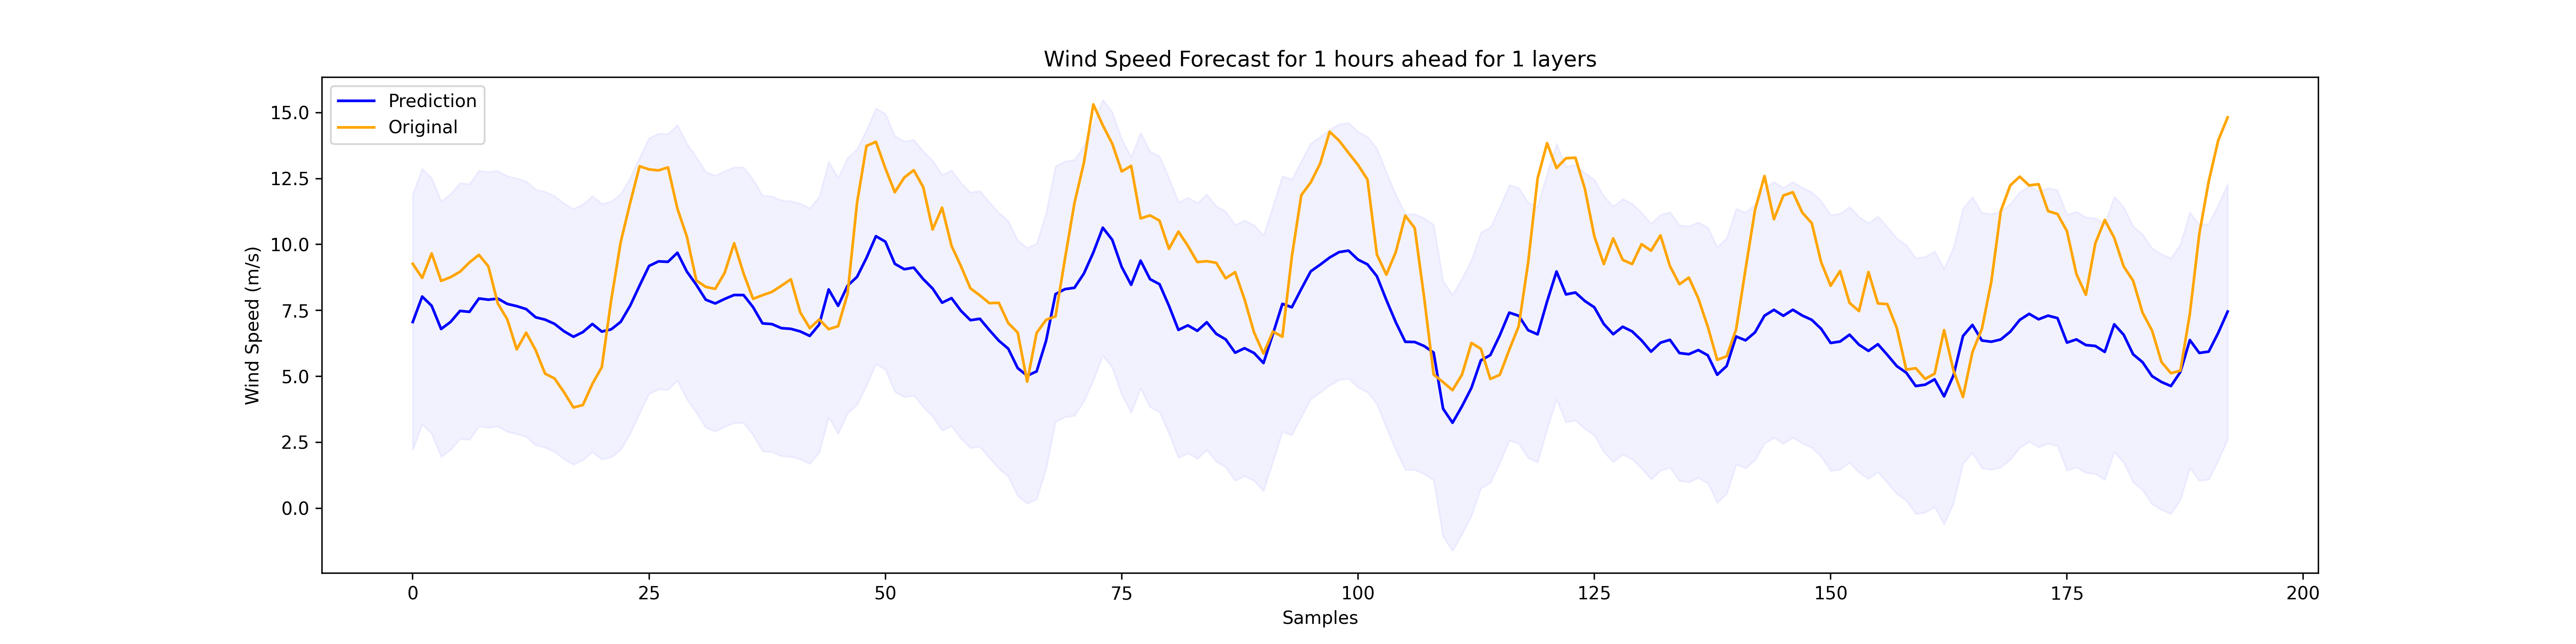 Wind Speed Forecast for 1 hours ahead for 1 layers
Prediction
Original
Wind Speed (m/s)
15.0
12.5
10.0
7.5
5.0
2.5
0.0
0 25 50 75 100 125 150 175 200
Samples